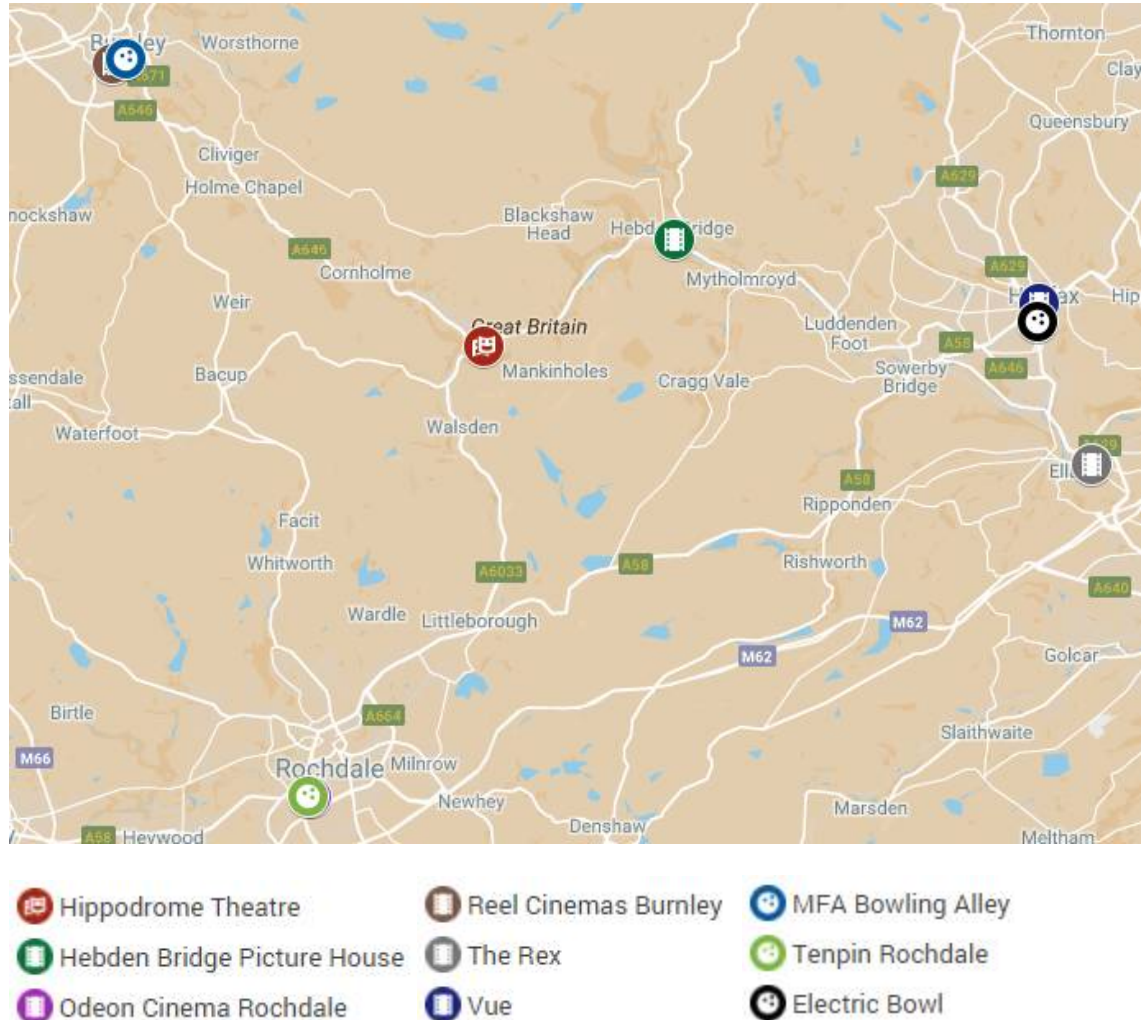 Worsthorne
Thornton
Clay
A671
A646
Queensbury
Cliviger
Holme Chapel
A629
nockshaw
Blackshaw
Head
A646
Cornholme
Mytholmroyd
A629
Hip
Weir
Great Britain
Luddenden
Foot
A58
ssendale
Bacup
Mankinholes
Cragg Vale
Sowerby
Bridge
A646
all
Waterfoot
Walsden
A58
Ripponden
Facit
Whitworth
A6033
A58
Rishworth
A640
Wardle
Littleborough
M62
M62
Golcar
Birtle
A664
Slaithwaite
M66
Rochdale
Milnrow
Newhey
Marsden
Denshaw
A58
Heywood
Meltham
Hippodrome Theatre
Reel Cinemas Burnley
MFA Bowling Alley
Hebden Bridge Picture House
The Rex
Tenpin Rochdale
Odeon Cinema Rochdale
Vue
Electric Bowl